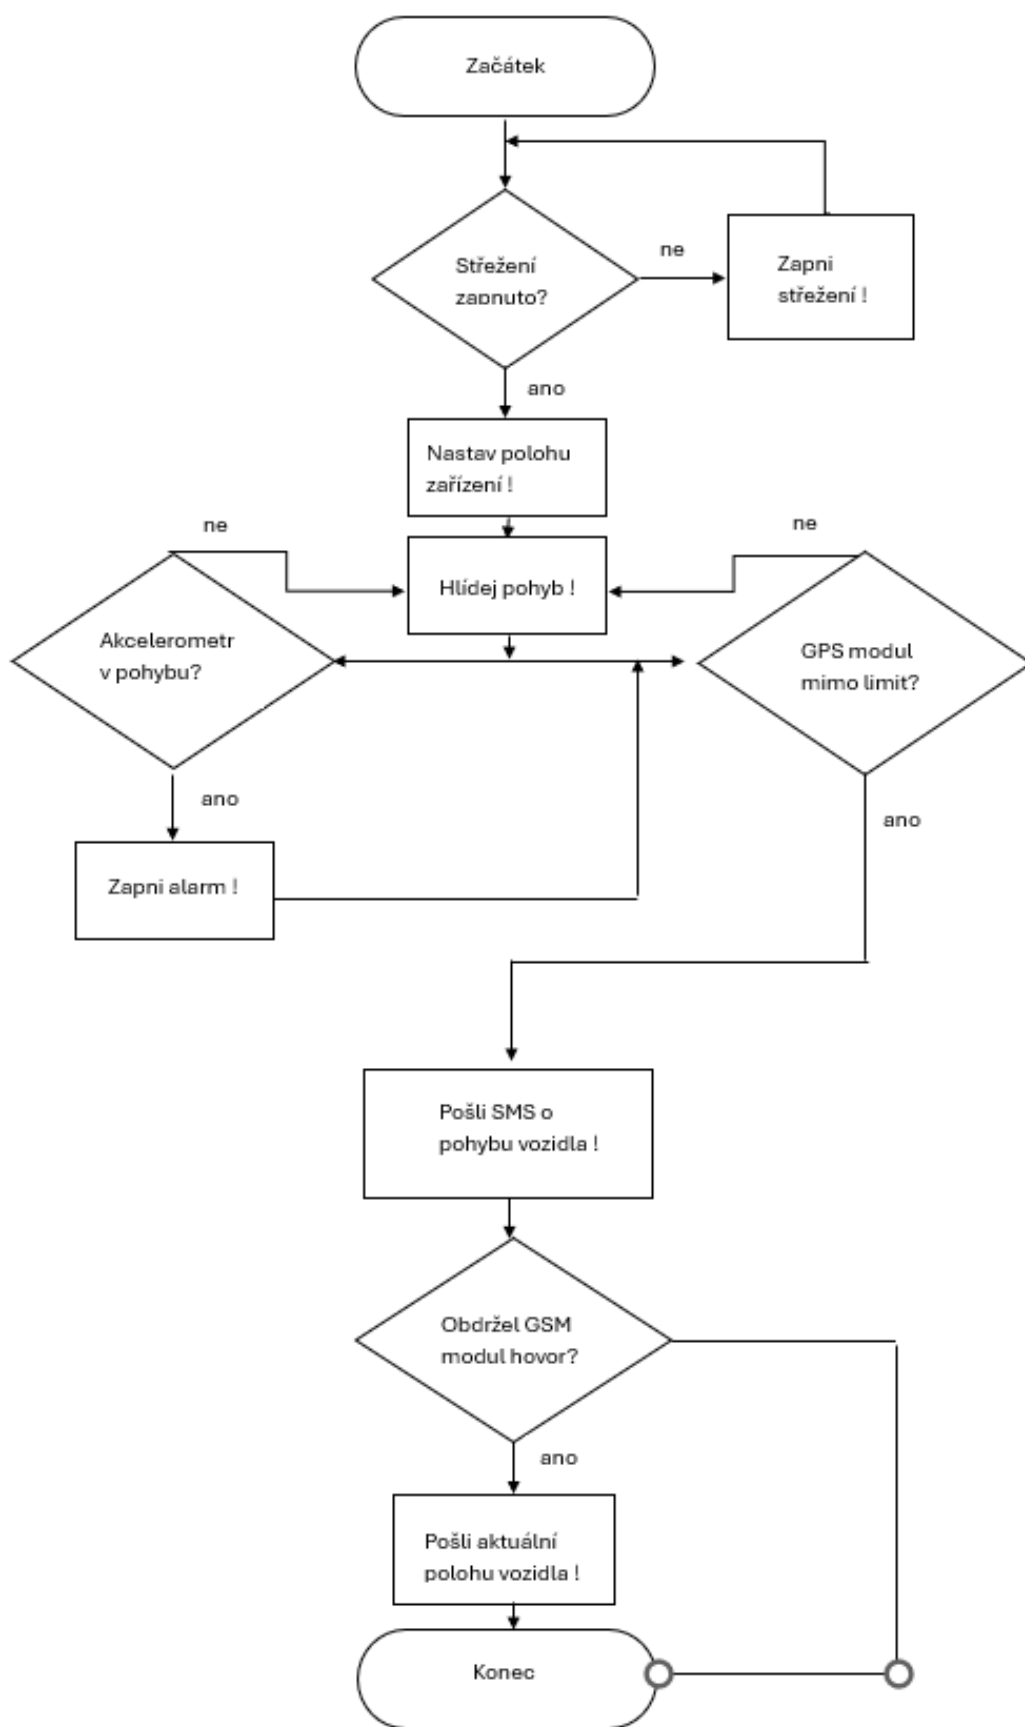 Začátek
Střežení
zapnuto?
ne
Zapni
střežení !
ano
Nastav polohu
zařízení !
ne
ne
Hlídej pohyb !
Akcelerometr
v pohybu?
GPS modul
mimo limit?
ano
ano
Zapni alarm !
Pošli SMS o
pohybu vozidla !
Obdržel GSM
modul hovor?
ano
Pošli aktuální
polohu vozidla !
Konec